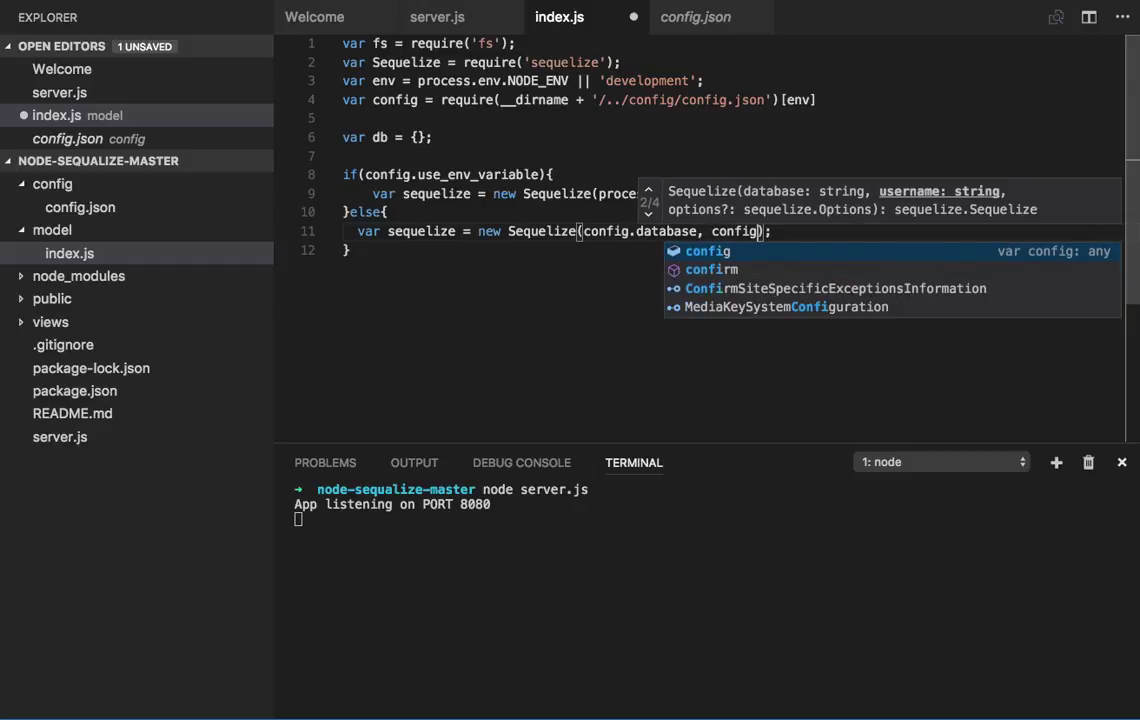 EXPLORER
OPEN EDITORS 1 UNSAVED
Welcome
server.js
index.js model
config.json config
NODE-SEQUALIZE-MASTER
config
config.json
model
index.js
node_modules
public
views
.gitignore
package-lock.json
package.json
README.md
server.js
Welcome server.js index.js config.json
1 var fs = require('fs');
2 var Sequelize = require('sequelize');
3 var env = process.env.NODE_ENV || 'development';
4 var config = require(__dirname + '/../config/config.json')[env]
5
6 var db = {};
7
8 if(config.use_env_variable){
9 var sequelize = new Sequelize(proce
10 }else{
11 var sequelize = new Sequelize(config.database, config);
12 }
2/4
Sequelize(database: string, username: string,
options?: sequelize.Options): sequelize.Sequelize
config var config: any
confirm
ConfirmSiteSpecificExceptionsInformation
MediaKeySystemConfiguration
PROBLEMS OUTPUT DEBUG CONSOLE TERMINAL 1: node
➜ node-sequalize-master node server.js
App listening on PORT 8080